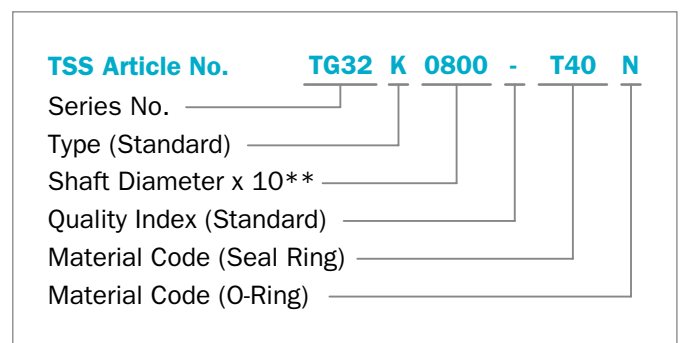 TSS Article No. TG32 K 0800 - T40 N
Series No.
Type (Standard)
Shaft Diameter x 10**
Quality Index (Standard)
Material Code (Seal Ring)
Material Code (O-Ring)